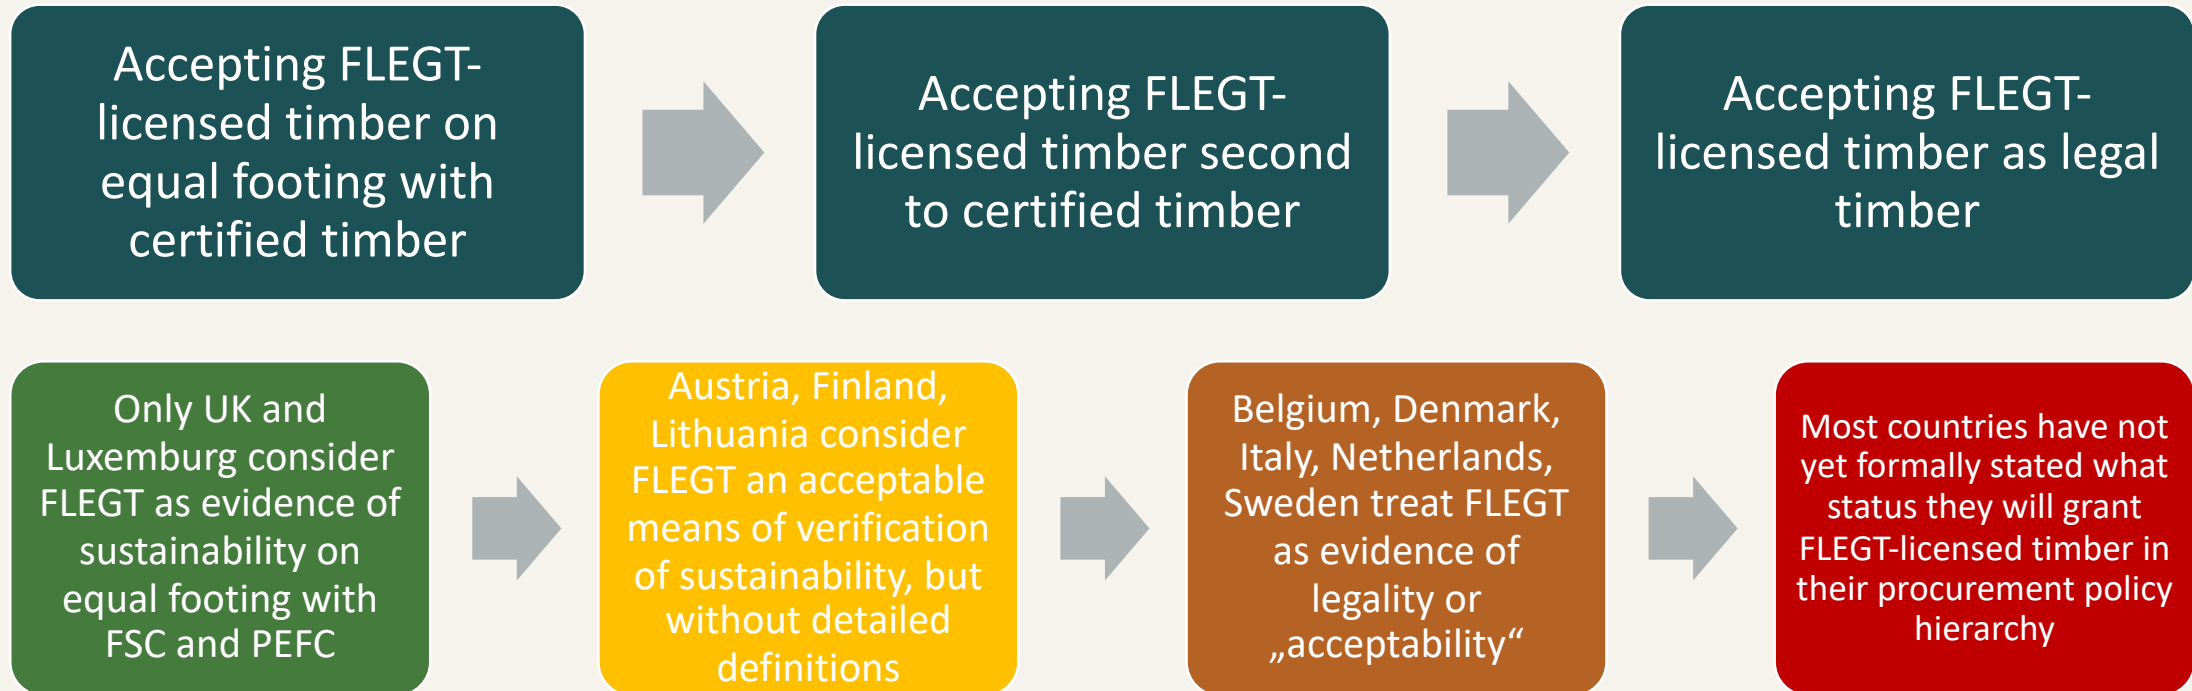 Accepting FLEGT-
licensed timber on
equal footing with
certified timber
Accepting FLEGT-
licensed timber second
to certified timber
Accepting FLEGT-
licensed timber as legal
timber
Only UK and
Luxemburg consider
FLEGT as evidence of
sustainability on
equal footing with
FSC and PEFC
Austria, Finland,
Lithuania consider
FLEGT an acceptable
means of verification
of sustainability, but
without detailed
definitions
Belgium, Denmark,
Italy, Netherlands,
Sweden treat FLEGT
as evidence of
legality or
„acceptability“
Most countries have not
yet formally stated what
status they will grant
FLEGT-licensed timber in
their procurement policy
hierarchy